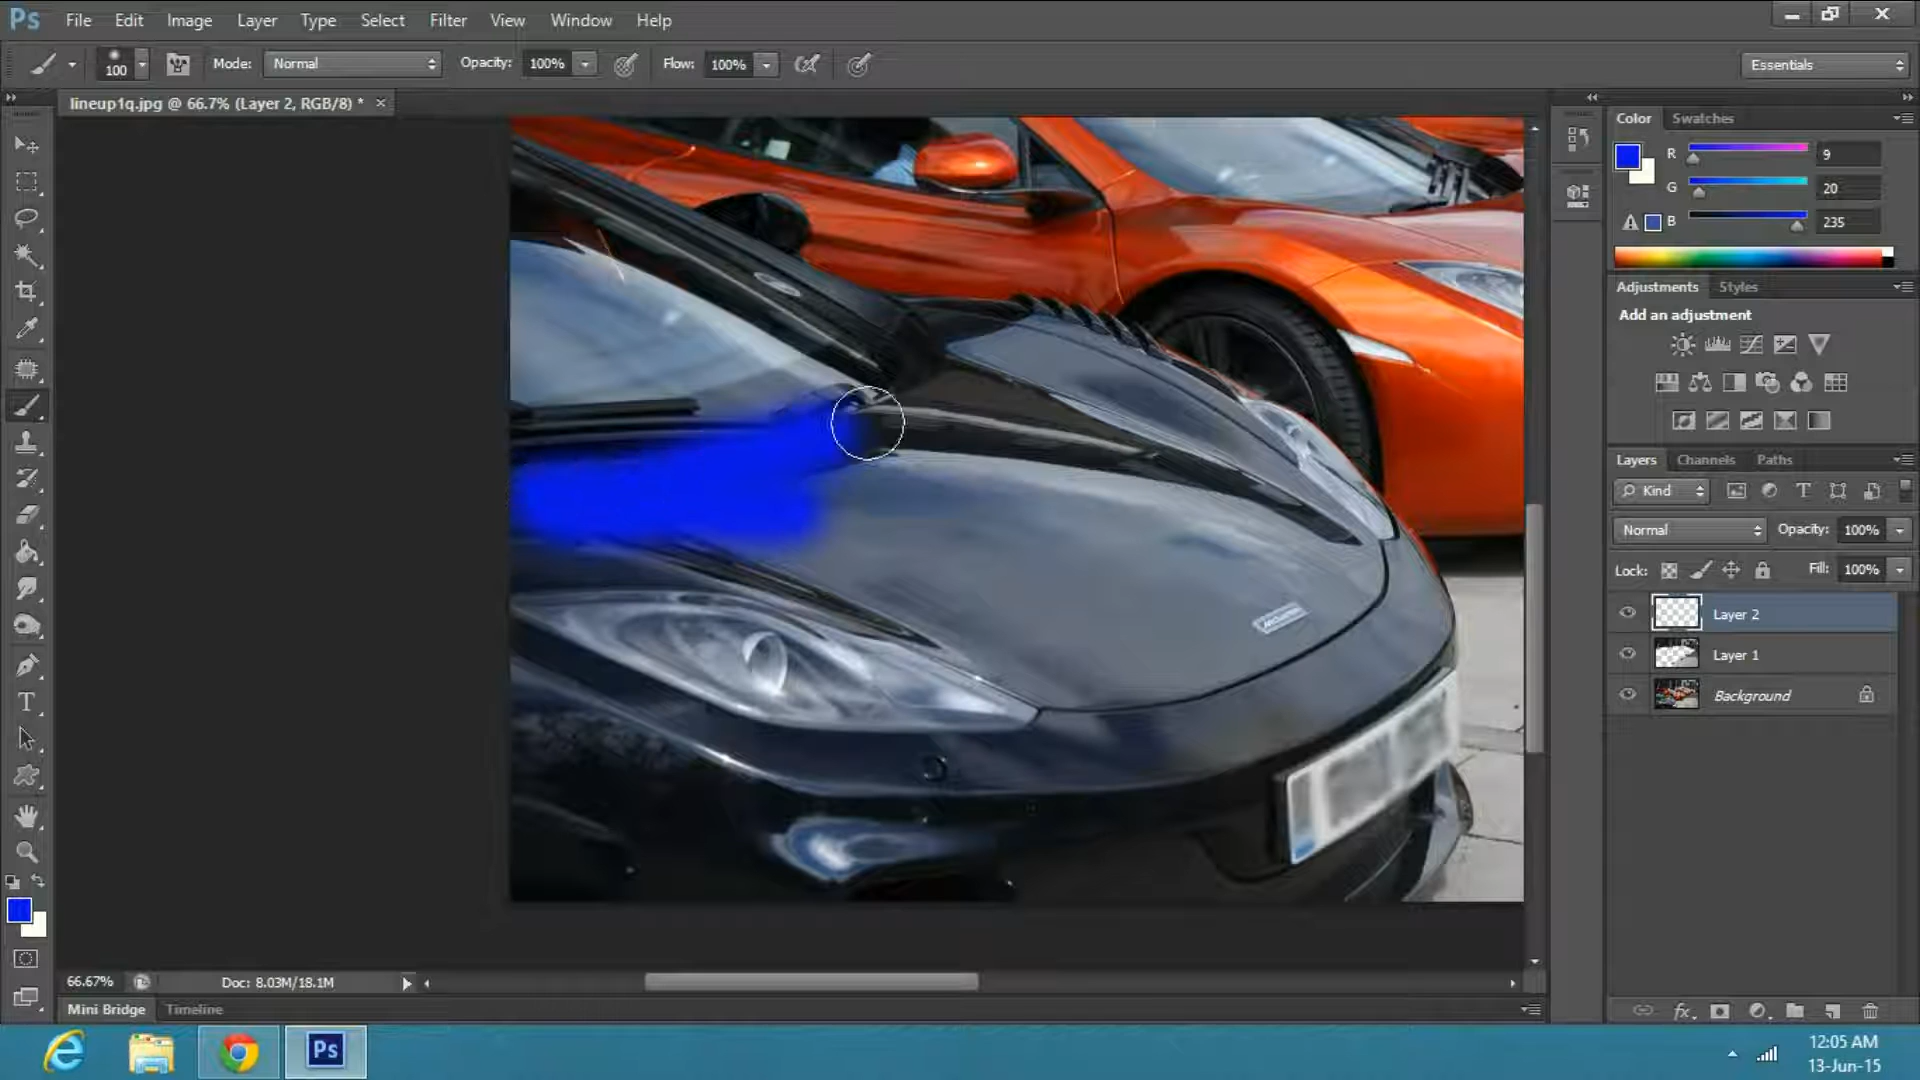 Ps File Edit Image Layer Type Select Filter View Window Help
100 Mode: Normal Opacity: 100% Flow: 100% Essentials
lineup1q.jpg @ 66.7% (Layer 2, RGB/8) * ×
Color Swatches
R 9
G 20
B 235
Adjustments Styles
Add an adjustment
Layers Channels Paths
Kind
Normal Opacity: 100%
Lock: Fill: 100%
Layer 2
Layer 1
Background
66.67% Doc: 8.03M/18.1M
Mini Bridge Timeline
Ps
12:05 AM
13-Jun-15